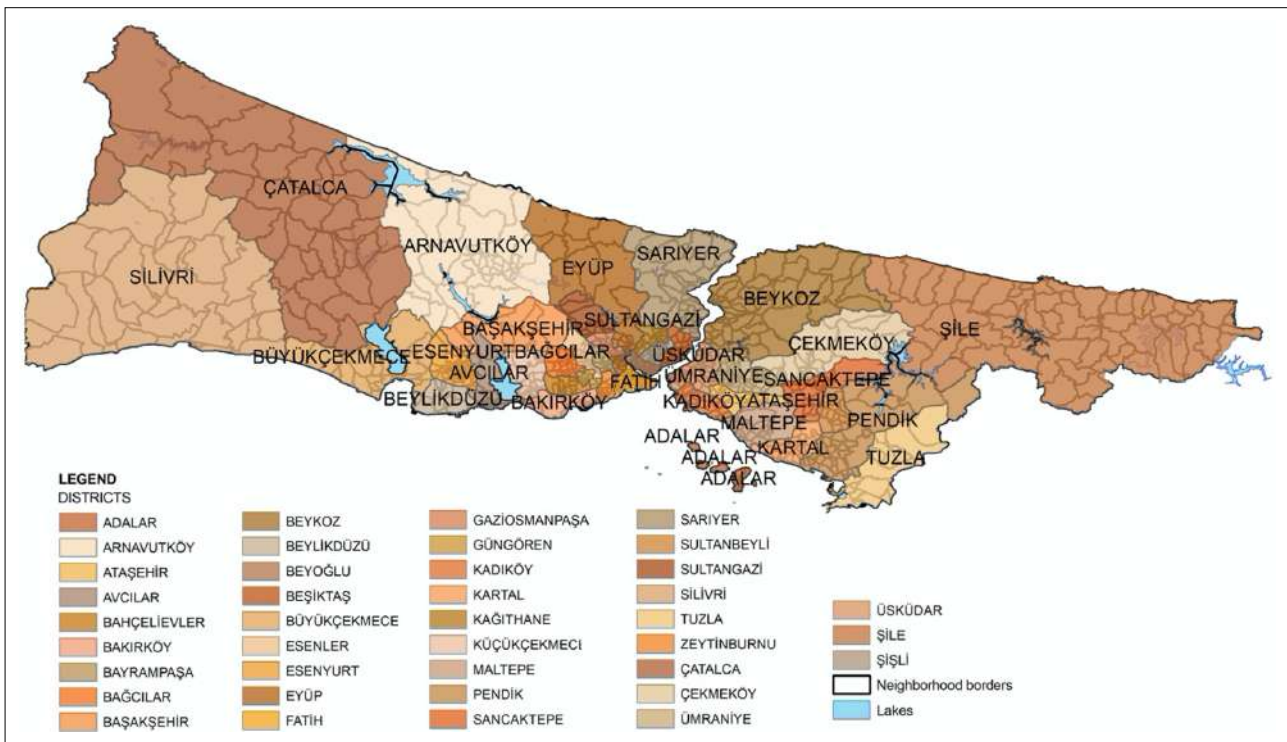 ÇATALCA
ARNAVUTKÖY
SARIYER
EYÜP
SİLİVRİ
BEYKOZ
SULTANGAZİ
BAŞAKŞEHİR
ŞİLE
ÇEKMEKÖY
BÜYÜKÇEKMECE
ESENYURT
BAĞCILAR
ÜSKÜDAR
AVCILAR
ÜMRANİYE
SANCAKTEPE
FATİH
BEYLİKDÜZÜ
BAKIRKÖY
KADIKÖY
ATAŞEHİR
MALTEPE
PENDİK
ADALAR
KARTAL
ADALAR
TUZLA
ADALAR
LEGEND
DISTRICTS
ADALAR
ARNAVUTKÖY
ATAŞEHİR
AVCILAR
BAHÇELİEVLER
BAKIRKÖY
BAYRAMPAŞA
BAĞCILAR
BAŞAKŞEHİR
BEYKOZ
BEYLİKDÜZÜ
BEYOĞLU
BEŞİKTAŞ
BÜYÜKÇEKMECE
ESENLER
ESENYURT
EYÜP
FATİH
GAZİOSMANPAŞA
GÜNGÖREN
KADIKÖY
KARTAL
KAĞITHANE
KÜÇÜKÇEKMECİ
MALTEPE
PENDİK
SANCAKTEPE
SARIYER
SULTANBEYLİ
SULTANGAZİ
SİLİVRİ
TUZLA
ZEYTİNBURNU
ÇATALCA
ÇEKMEKÖY
ÜMRANİYE
ÜSKÜDAR
ŞİLE
ŞİŞLİ
Neighborhood borders
Lakes